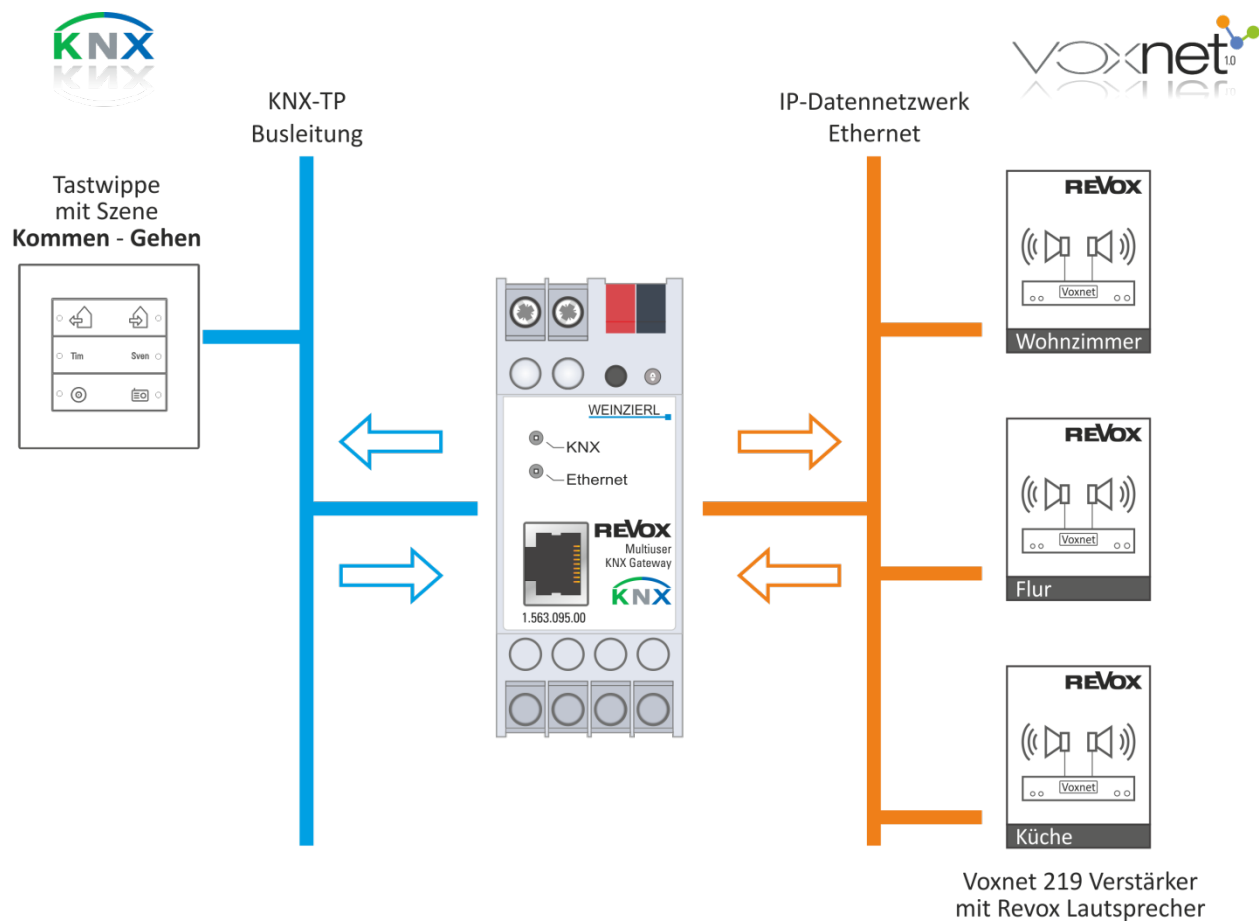 KNX
voxnet
1.0
KNX-TP
Busleitung
IP-Datennetzwerk
Ethernet
Tastwippe
mit Szene
Kommen - Gehen
Tim
Sven
WEINZIERL
KNX
Ethernet
REVOX
Multiuser
KNX Gateway
KNX
1.563.095.00
REVOX
Voxnet
Wohnzimmer
REVOX
Voxnet
Flur
REVOX
Voxnet
Küche
Voxnet 219 Verstärker
mit Revox Lautsprecher